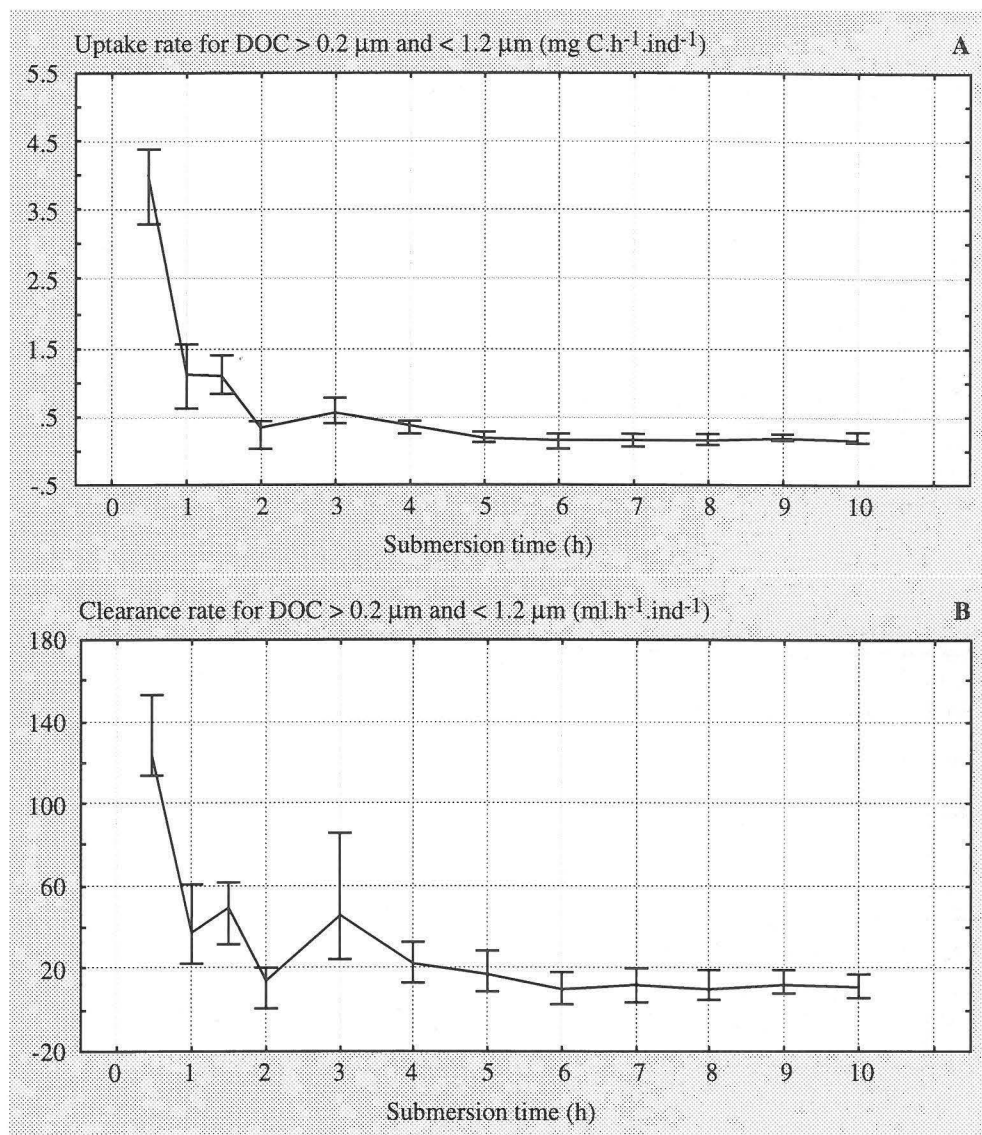 Uptake rate for DOC > 0.2 µm and < 1.2 µm (mg C.h-1.ind-1) A
5.5
4.5
3.5
2.5
1.5
.5
-.5
0 1 2 3 4 5 6 7 8 9 10
Submersion time (h)
Clearance rate for DOC > 0.2 µm and < 1.2 µm (ml.h-1.ind-1) B
180
140
100
60
20
-20
0 1 2 3 4 5 6 7 8 9 10
Submersion time (h)